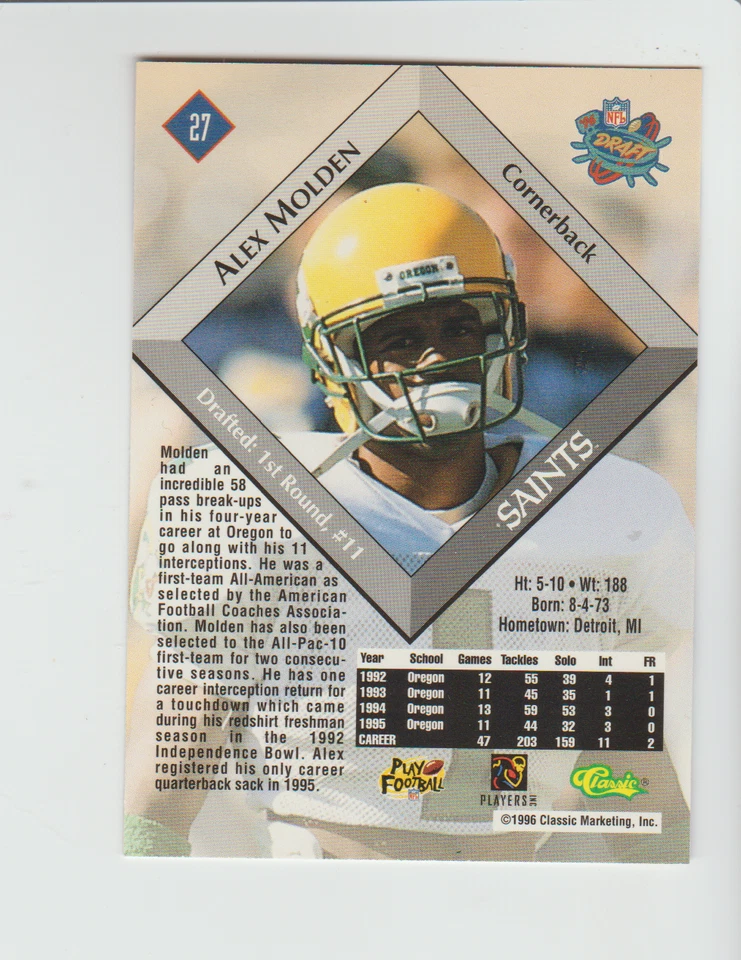 27
NFL
DRAFT
ALEX MOLDEN
Cornerback
OREGON
Drafted: 1st Round, #11
SAINTS
Molden
had an
incredible 58
pass break-ups
in his four-year
career at Oregon to
go along with his 11
interceptions. He was a
first-team All-American as
selected by the American
Football Coaches Associa-
tion. Molden has also been
selected to the All-Pac-10
first-team for two consecu-
tive seasons. He has one
career interception return for
a touchdown which came
during his redshirt freshman
season in the 1992
Independence Bowl. Alex
registered his only career
quarterback sack in 1995.
Ht: 5-10 • Wt: 188
Born: 8-4-73
Hometown: Detroit, MI
Year School Games Tackles Solo Int FR
1992 Oregon 12 55 39 4 1
1993 Oregon 11 45 35 1 1
1994 Oregon 13 59 53 3 0
1995 Oregon 11 44 32 3 0
CAREER 47 203 159 11 2
PLAY
FOOTBALL
NFL
PLAYERS INC
Classic®
©1996 Classic Marketing, Inc.